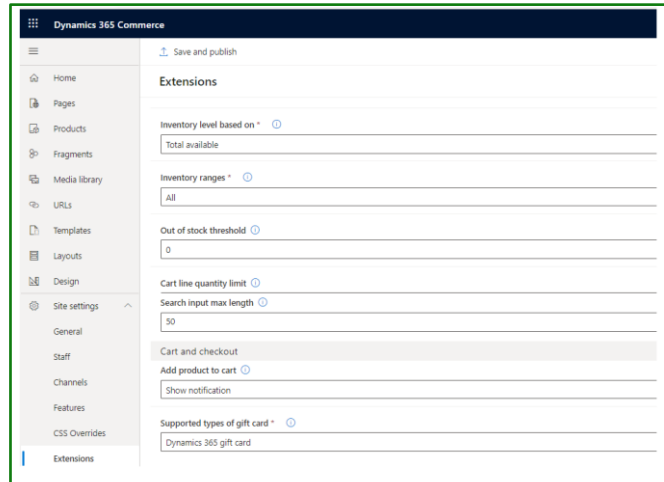 Dynamics 365 Commerce
Save and publish
Home
Pages
Products
Fragments
Media library
URLs
Templates
Layouts
Design
Site settings
General
Staff
Channels
Features
CSS Overrides
Extensions
Extensions
Inventory level based on *
Total available
Inventory ranges *
All
Out of stock threshold
0
Cart line quantity limit
Search input max length
50
Cart and checkout
Add product to cart
Show notification
Supported types of gift card *
Dynamics 365 gift card